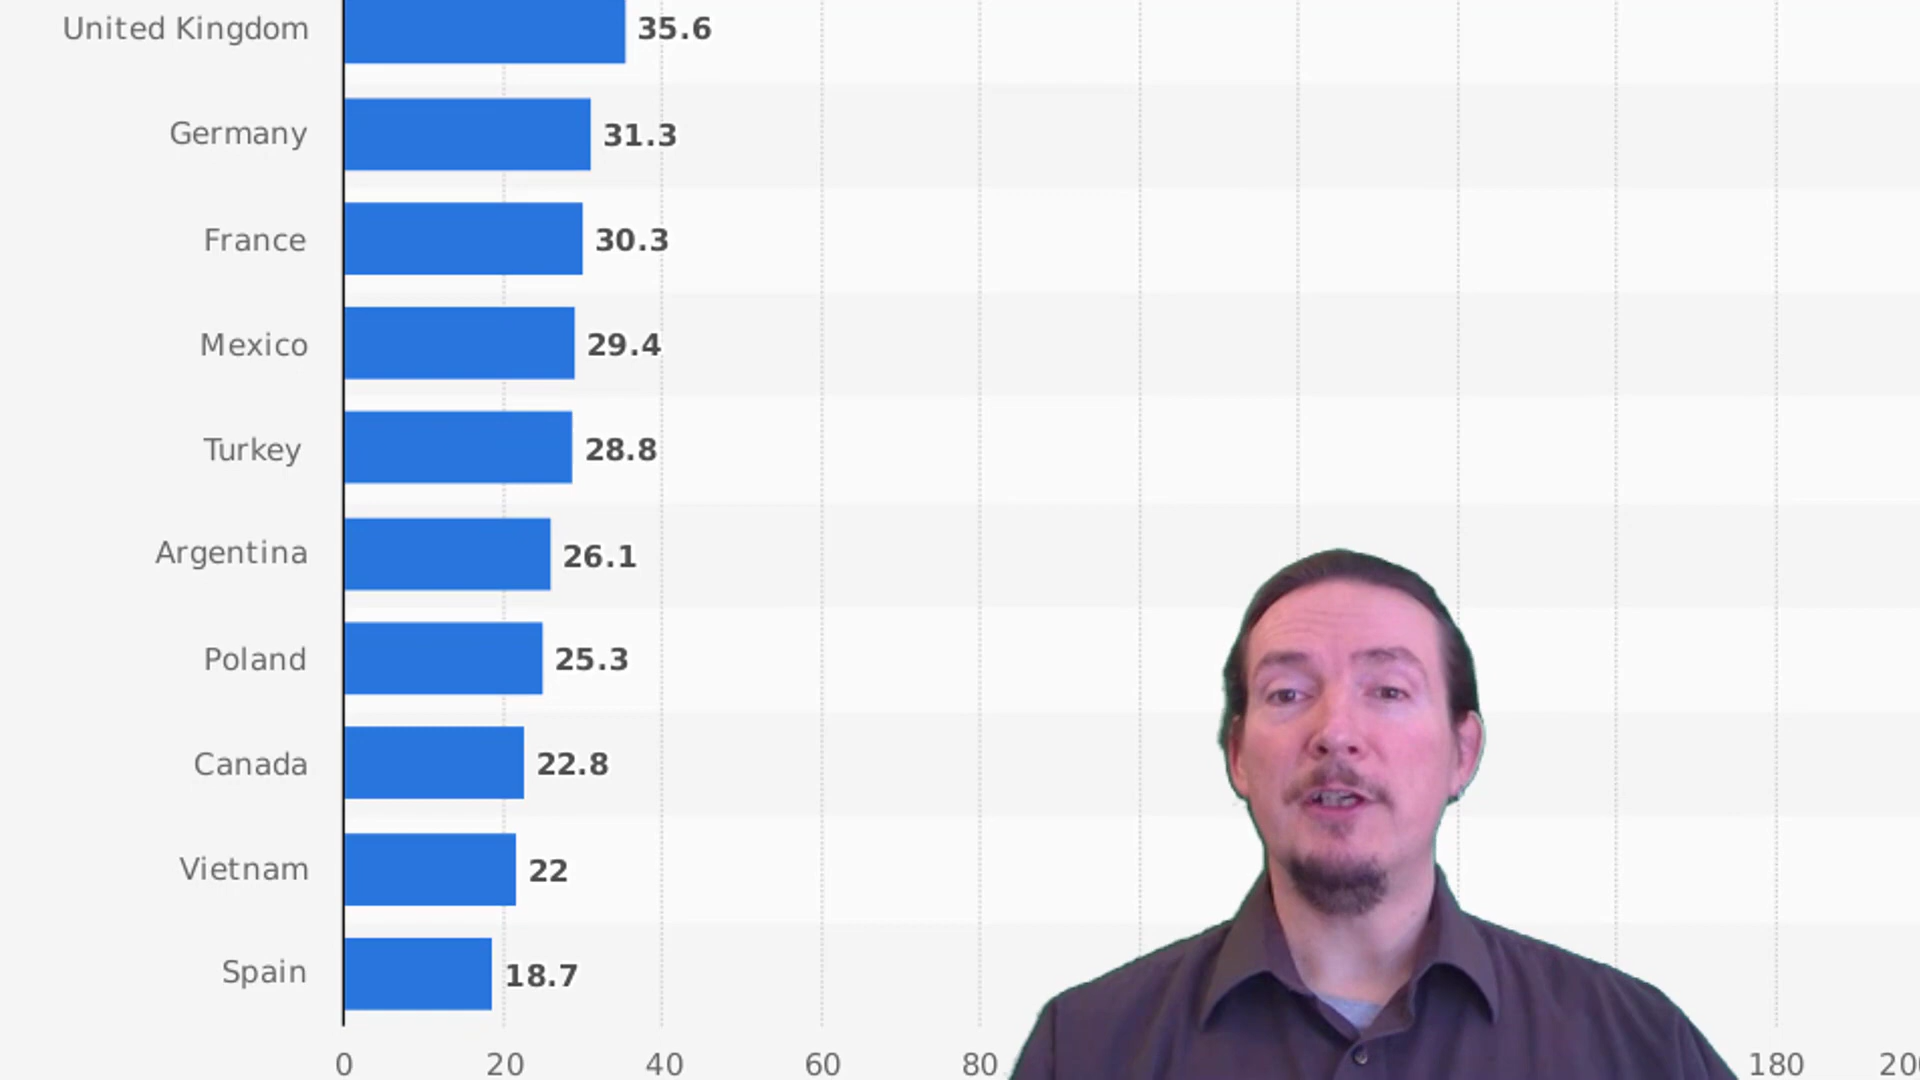 United Kingdom 35.6
Germany 31.3
France 30.3
Mexico 29.4
Turkey 28.8
Argentina 26.1
Poland 25.3
Canada 22.8
Vietnam 22
Spain 18.7
0 20 40 60 80 180